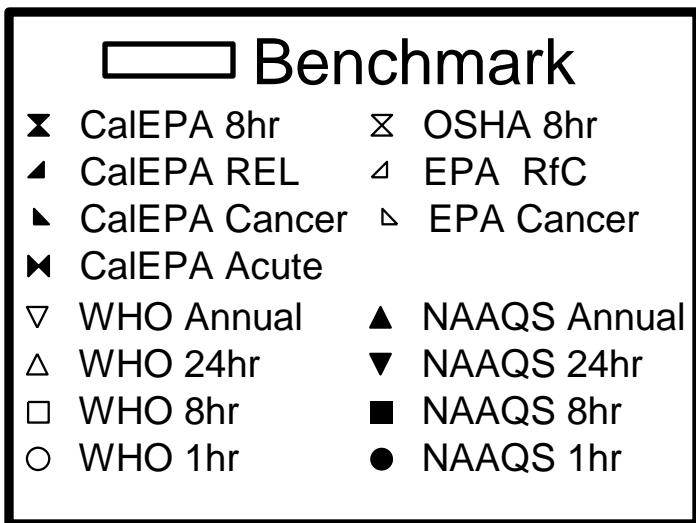 Benchmark
CalEPA 8hr OSHA 8hr
CalEPA REL EPA RfC
CalEPA Cancer EPA Cancer
CalEPA Acute
WHO Annual NAAQS Annual
WHO 24hr NAAQS 24hr
WHO 8hr NAAQS 8hr
WHO 1hr NAAQS 1hr